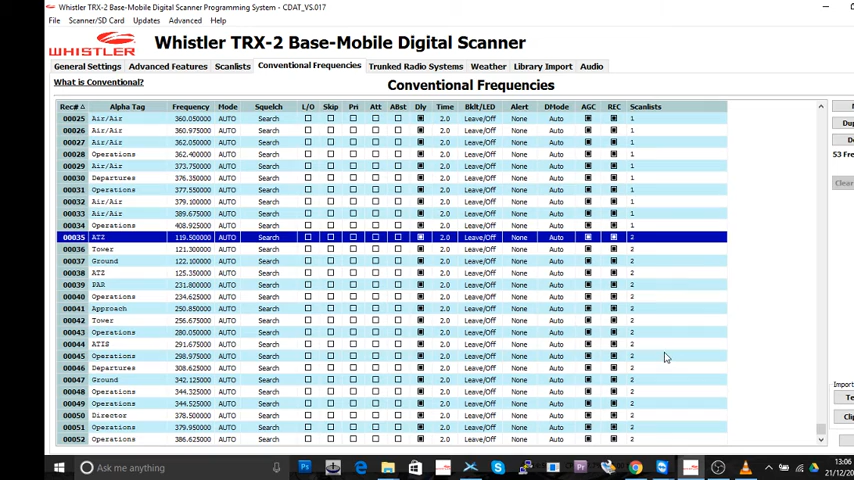 Whistler TRX-2 Base-Mobile Digital Scanner Programming System - CDAT_VS.017
File Scanner/SD Card Updates Advanced Help
WHISTLER
Whistler TRX-2 Base-Mobile Digital Scanner
General Settings Advanced Features Scanlists Conventional Frequencies Trunked Radio Systems Weather Library Import Audio
What is Conventional?
Conventional Frequencies
Rec# Alpha Tag Frequency Mode Squelch L/O Skip Pri Att ABst Dly Time Bklt/LED Alert DMode AGC REC Scanlists
00025 Air/Air 360.050000 AUTO Search 2.0 Leave/Off None Auto 1
00026 Air/Air 360.975000 AUTO Search 2.0 Leave/Off None Auto 1
00027 Air/Air 362.050000 AUTO Search 2.0 Leave/Off None Auto 1
00028 Operations 362.400000 AUTO Search 2.0 Leave/Off None Auto 1
00029 Air/Air 373.750000 AUTO Search 2.0 Leave/Off None Auto 1
00030 Departures 376.350000 AUTO Search 2.0 Leave/Off None Auto 1
00031 Operations 377.550000 AUTO Search 2.0 Leave/Off None Auto 1
00032 Air/Air 384.600000 AUTO Search 2.0 Leave/Off None Auto 1
00033 Air/Air 389.675000 AUTO Search 2.0 Leave/Off None Auto 1
00034 Operations 408.925000 AUTO Search 2.0 Leave/Off None Auto 1
00035 ATZ 119.500000 AUTO Search 2.0 Leave/Off None Auto 2
00036 Tower 121.300000 AUTO Search 2.0 Leave/Off None Auto 2
00037 Ground 122.100000 AUTO Search 2.0 Leave/Off None Auto 2
00038 ATZ 125.350000 AUTO Search 2.0 Leave/Off None Auto 2
00039 PAR 231.800000 AUTO Search 2.0 Leave/Off None Auto 2
00040 Operations 234.625000 AUTO Search 2.0 Leave/Off None Auto 2
00041 Approach 250.850000 AUTO Search 2.0 Leave/Off None Auto 2
00042 Tower 256.675000 AUTO Search 2.0 Leave/Off None Auto 2
00043 Operations 280.050000 AUTO Search 2.0 Leave/Off None Auto 2
00044 ATIS 291.675000 AUTO Search 2.0 Leave/Off None Auto 2
00045 Operations 298.975000 AUTO Search 2.0 Leave/Off None Auto 2
00046 Departures 308.625000 AUTO Search 2.0 Leave/Off None Auto 2
00047 Ground 342.125000 AUTO Search 2.0 Leave/Off None Auto 2
00048 Operations 344.325000 AUTO Search 2.0 Leave/Off None Auto 2
00049 Operations 344.525000 AUTO Search 2.0 Leave/Off None Auto 2
00050 Director 378.500000 AUTO Search 2.0 Leave/Off None Auto 2
00051 Operations 379.950000 AUTO Search 2.0 Leave/Off None Auto 2
00052 Operations 386.625000 AUTO Search 2.0 Leave/Off None Auto 2
N
Dup
De
53 Fre
Clear
Import
Te
Cli
Ask me anything
Ps
Pr
13:06
21/12/20